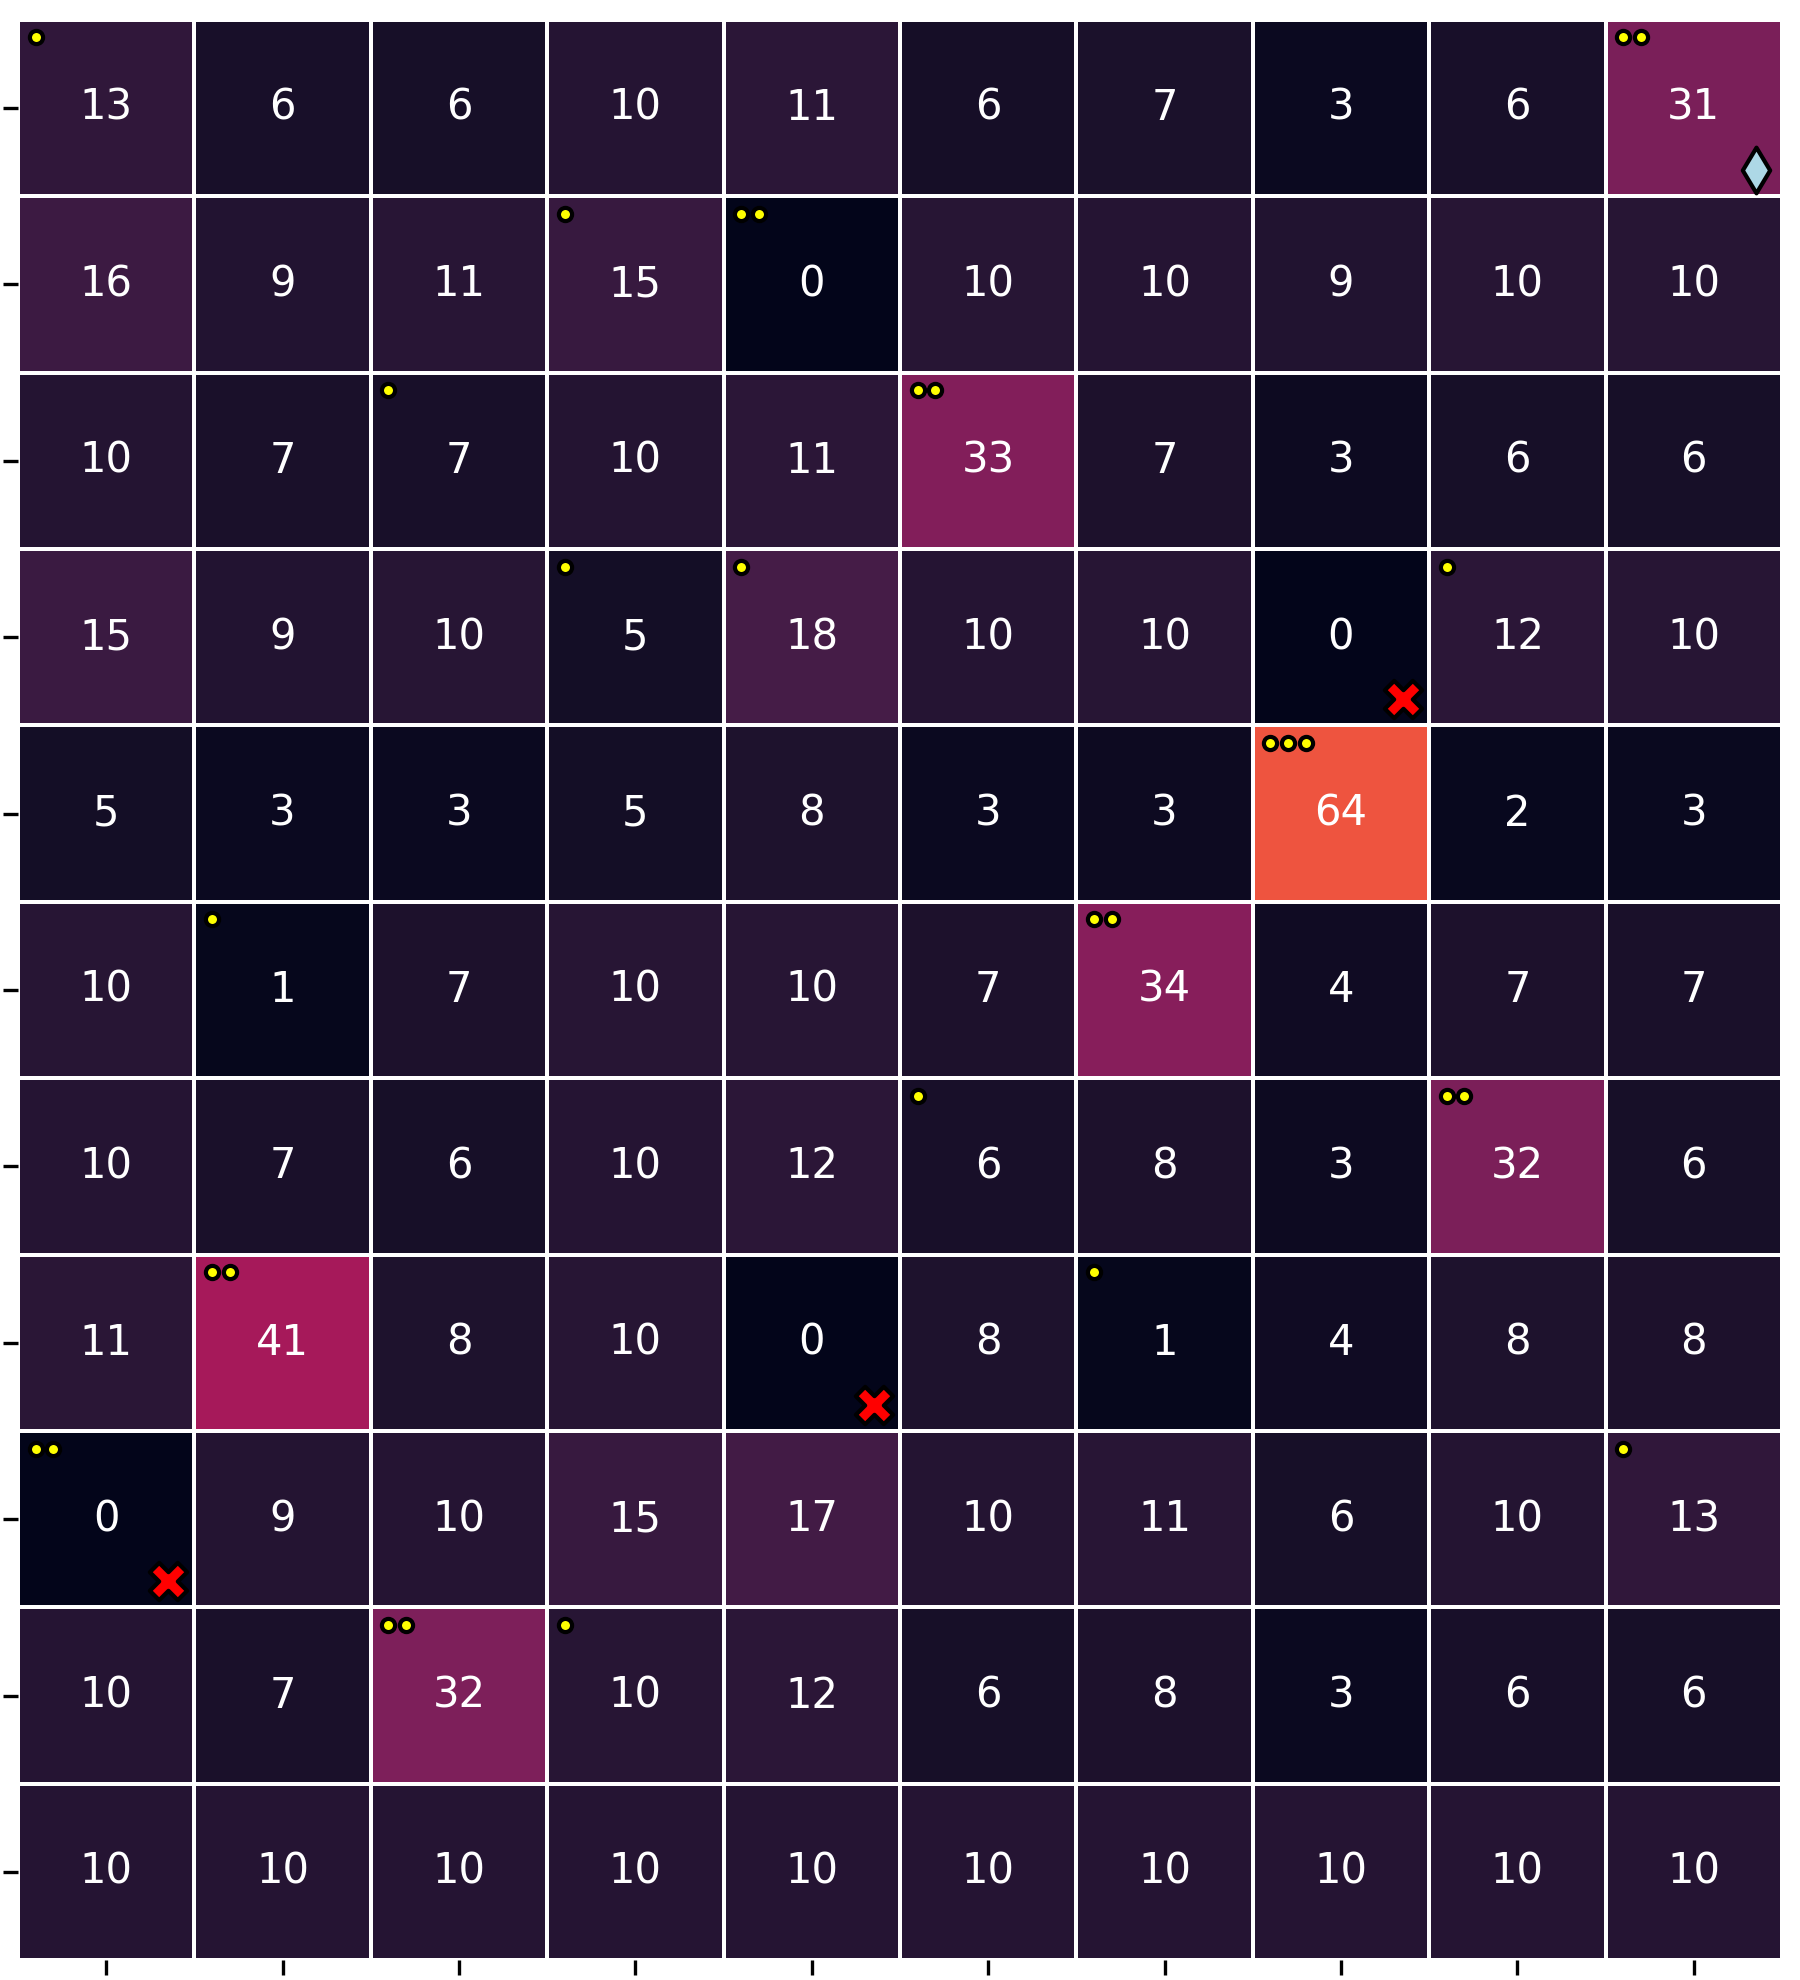 13 6 6 10 11 6 7 3 6 31
16 9 11 15 0 10 10 9 10 10
10 7 7 10 11 33 7 3 6 6
15 9 10 5 18 10 10 0 12 10
5 3 3 5 8 3 3 64 2 3
10 1 7 10 10 7 34 4 7 7
10 7 6 10 12 6 8 3 32 6
11 41 8 10 0 8 1 4 8 8
0 9 10 15 17 10 11 6 10 13
10 7 32 10 12 6 8 3 6 6
10 10 10 10 10 10 10 10 10 10